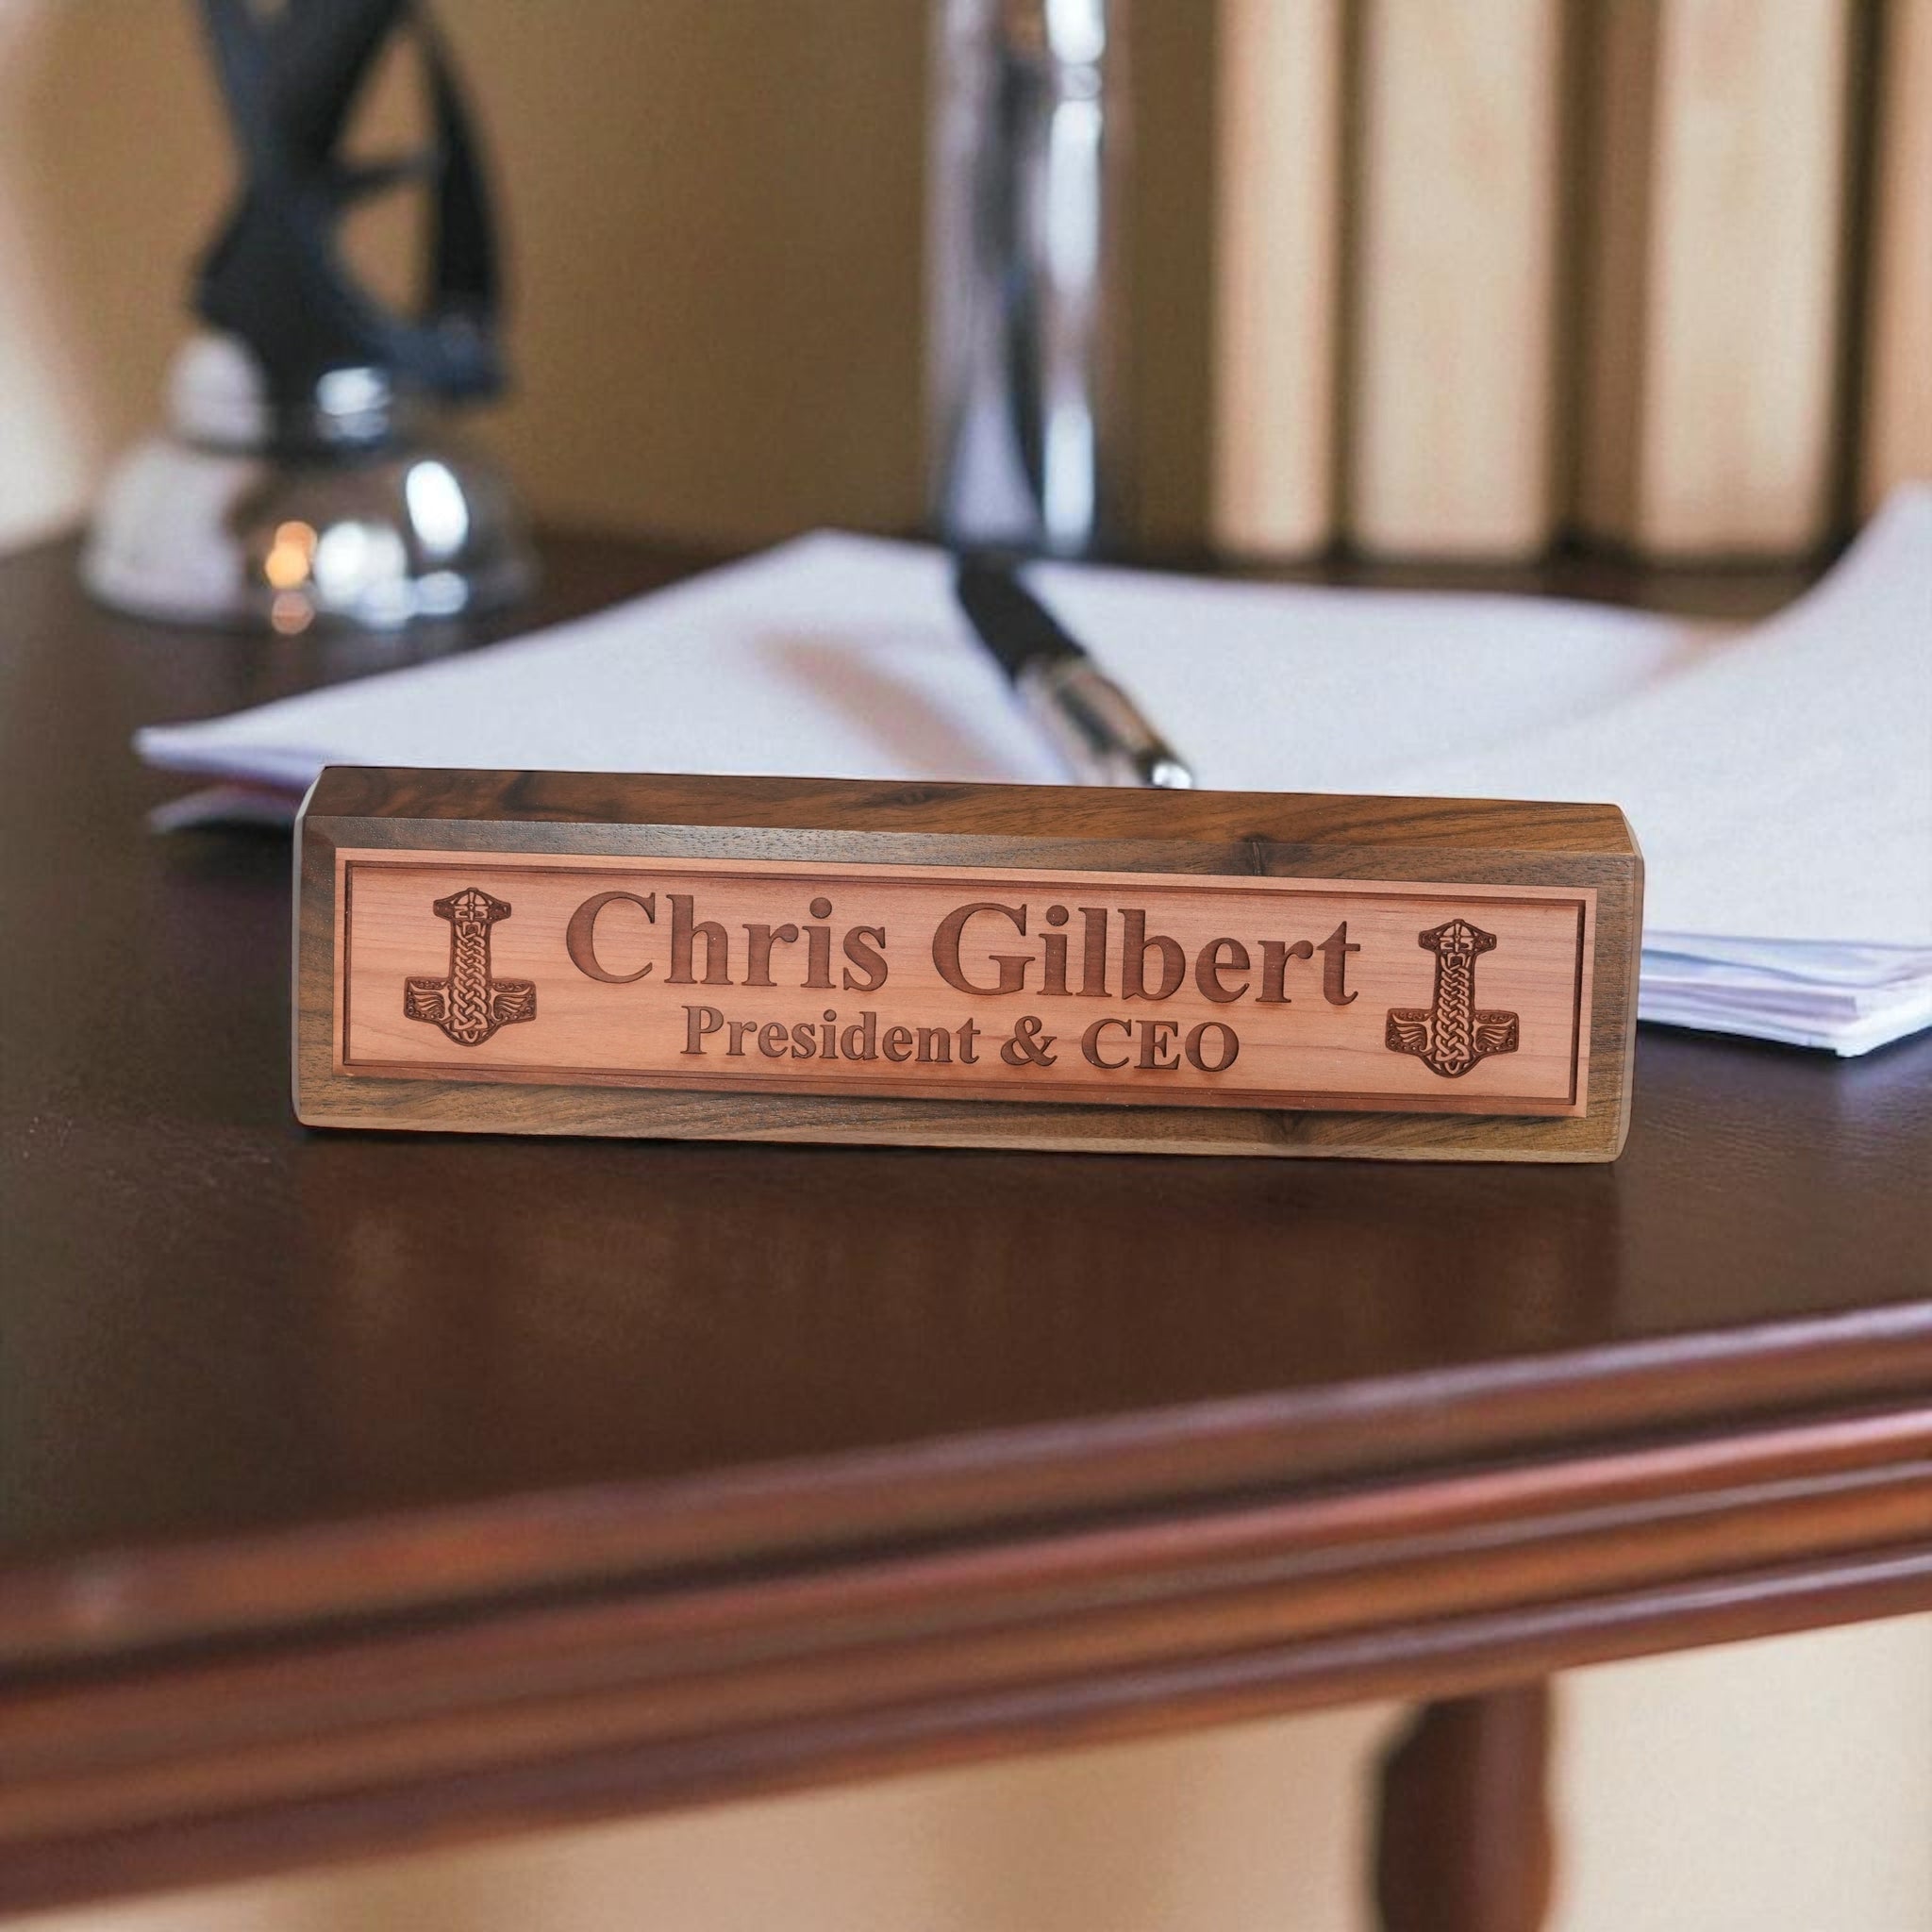 Chris Gilbert
President & CEO